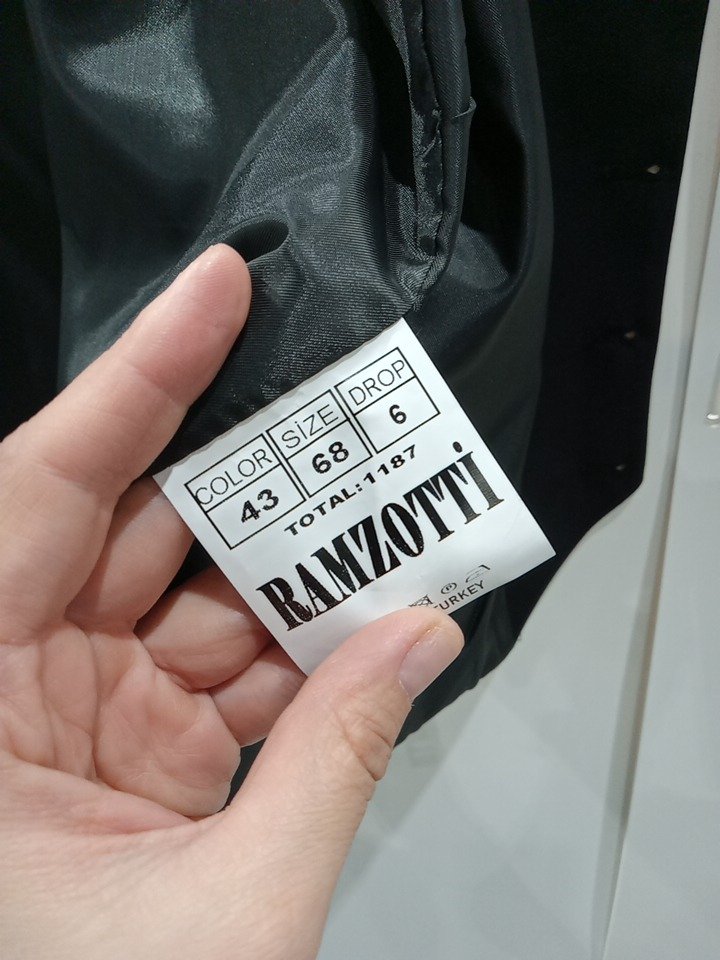 COLOR SİZE DROP
43 68 6
TOTAL:1187
RAMZOTTİ
TURKEY